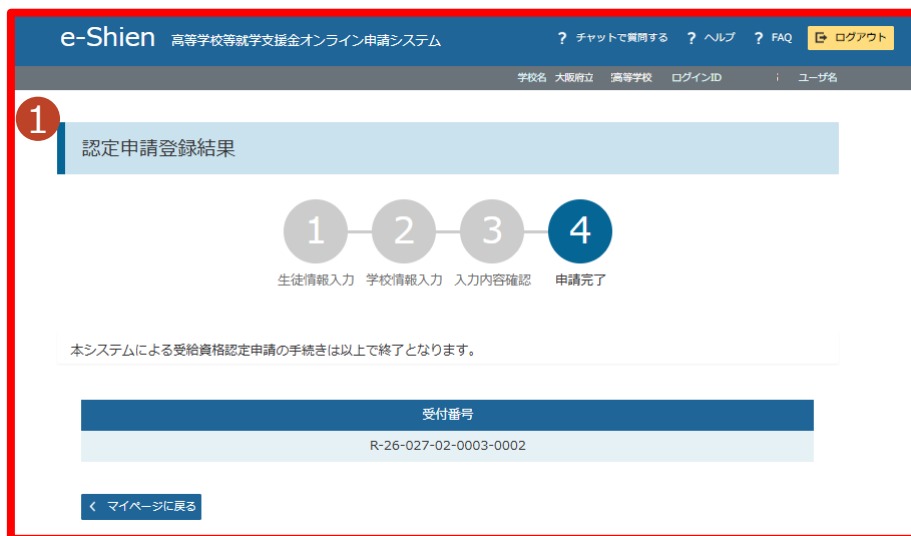 e-Shien 高等学校等就学支援金オンライン申請システム ? チャットで質問する ? ヘルプ ? FAQ ログアウト
学校名 大阪府立 高等学校 ログインID ユーザ名
1
認定申請登録結果
1 2 3 4
生徒情報入力 学校情報入力 入力内容確認 申請完了
本システムによる受給資格認定申請の手続きは以上で終了となります。
受付番号
R-26-027-02-0003-0002
マイページに戻る